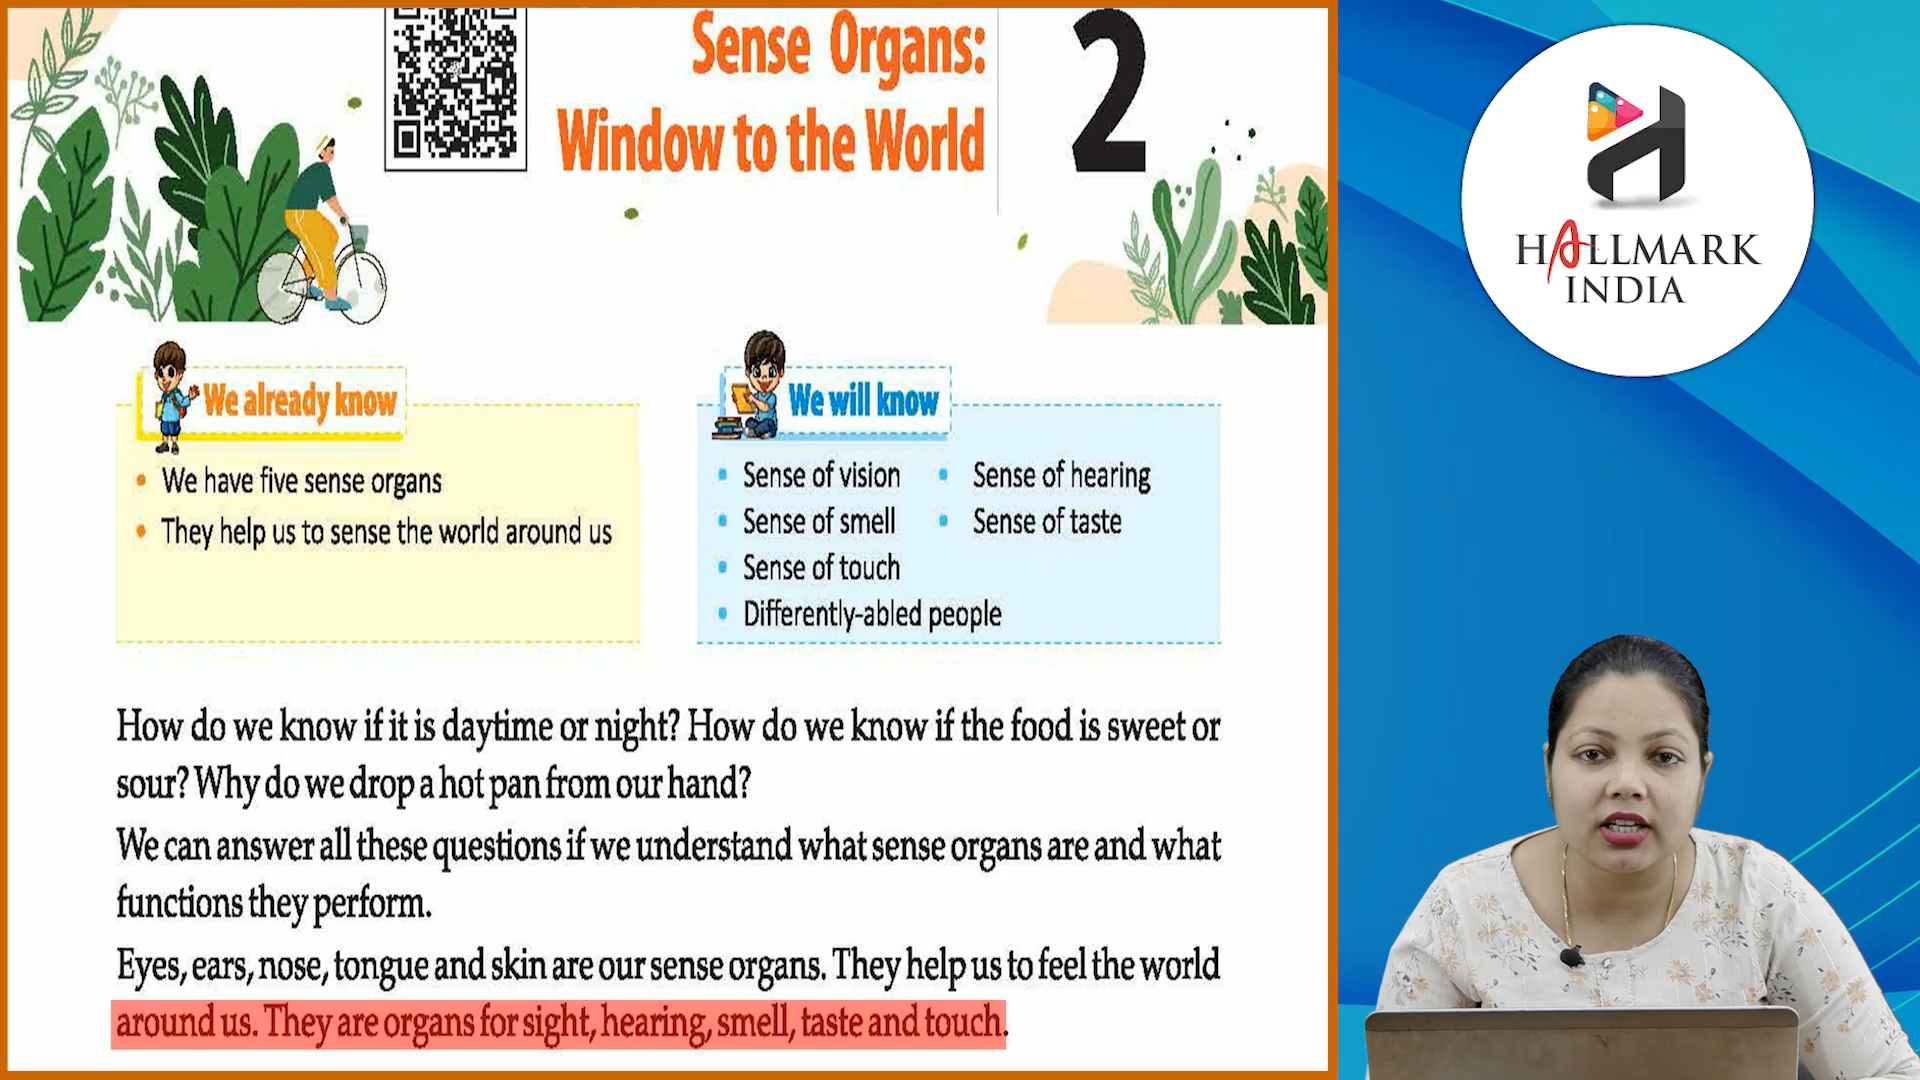 Sense Organs:
Window to the World
2
We already know
• We have five sense organs
• They help us to sense the world around us
We will know
• Sense of vision
• Sense of hearing
• Sense of smell
• Sense of taste
• Sense of touch
• Differently-abled people
How do we know if it is daytime or night? How do we know if the food is sweet or
sour? Why do we drop a hot pan from our hand?
We can answer all these questions if we understand what sense organs are and what
functions they perform.
Eyes, ears, nose, tongue and skin are our sense organs. They help us to feel the world
around us. They are organs for sight, hearing, smell, taste and touch.
HALLMARK
INDIA